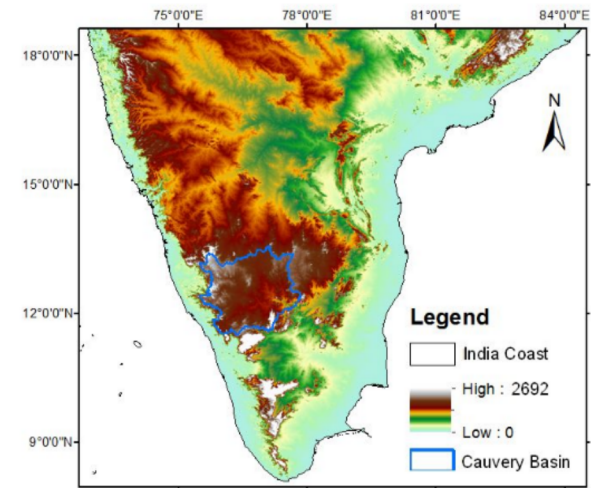 75°0'0"E 78°0'0"E 81°0'0"E 84°0'0"E
18°0'0"N
N
15°0'0"N
12°0'0"N
Legend
India Coast
High : 2692
Low : 0
9°0'0"N
Cauvery Basin